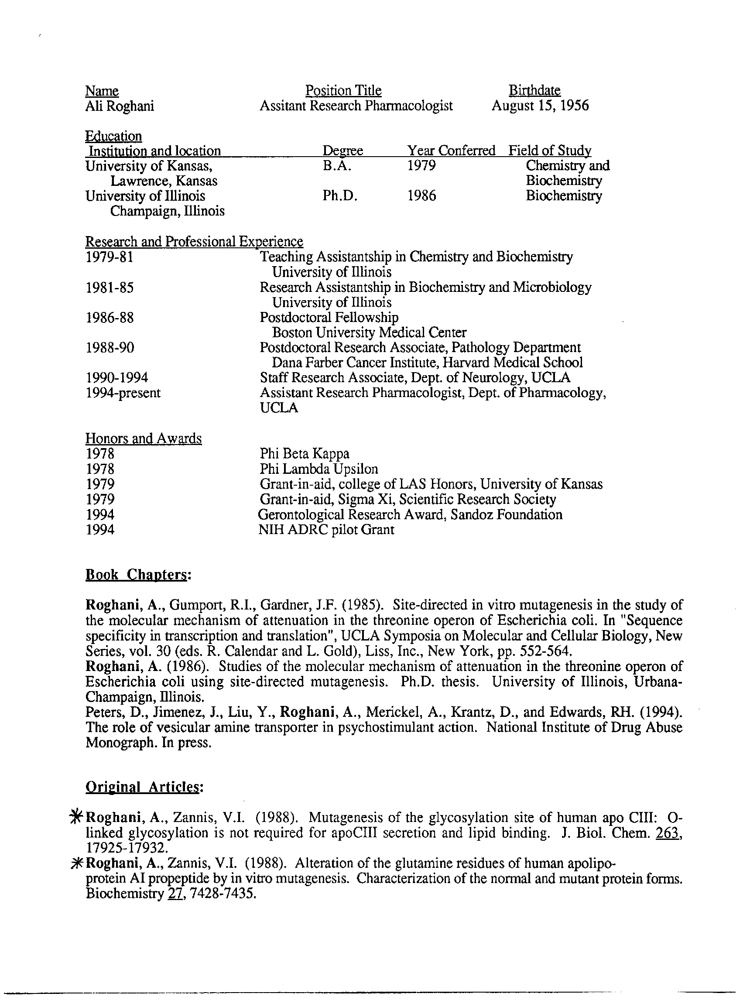 Name Position Title Birthdate
Ali Roghani Assitant Research Pharmacologist August 15, 1956
Education
Institution and location Degree Year Conferred Field of Study
University of Kansas, B.A. 1979 Chemistry and
Lawrence, Kansas Biochemistry
University of Illinois Ph.D. 1986 Biochemistry
Champaign, Illinois
Research and Professional Experience
1979-81 Teaching Assistantship in Chemistry and Biochemistry
University of Illinois
1981-85 Research Assistantship in Biochemistry and Microbiology
University of Illinois
1986-88 Postdoctoral Fellowship
Boston University Medical Center
1988-90 Postdoctoral Research Associate, Pathology Department
Dana Farber Cancer Institute, Harvard Medical School
1990-1994 Staff Research Associate, Dept. of Neurology, UCLA
1994-present Assistant Research Pharmacologist, Dept. of Pharmacology,
UCLA
Honors and Awards
1978 Phi Beta Kappa
1978 Phi Lambda Upsilon
1979 Grant-in-aid, college of LAS Honors, University of Kansas
1979 Grant-in-aid, Sigma Xi, Scientific Research Society
1994 Gerontological Research Award, Sandoz Foundation
1994 NIH ADRC pilot Grant
Book Chapters:
Roghani, A., Gumport, R.I., Gardner, J.F. (1985). Site-directed in vitro mutagenesis in the study of
the molecular mechanism of attenuation in the threonine operon of Escherichia coli. In "Sequence
specificity in transcription and translation", UCLA Symposia on Molecular and Cellular Biology, New
Series, vol. 30 (eds. R. Calendar and L. Gold), Liss, Inc., New York, pp. 552-564.
Roghani, A. (1986). Studies of the molecular mechanism of attenuation in the threonine operon of
Escherichia coli using site-directed mutagenesis. Ph.D. thesis. University of Illinois, Urbana-
Champaign, Illinois.
Peters, D., Jimenez, J., Liu, Y., Roghani, A., Merickel, A., Krantz, D., and Edwards, RH. (1994).
The role of vesicular amine transporter in psychostimulant action. National Institute of Drug Abuse
Monograph. In press.
Original Articles:
* Roghani, A., Zannis, V.I. (1988). Mutagenesis of the glycosylation site of human apo CIII: O-
linked glycosylation is not required for apoCIII secretion and lipid binding. J. Biol. Chem. 263,
17925-17932.
* Roghani, A., Zannis, V.I. (1988). Alteration of the glutamine residues of human apolipo-
protein AI propeptide by in vitro mutagenesis. Characterization of the normal and mutant protein forms.
Biochemistry 27, 7428-7435.